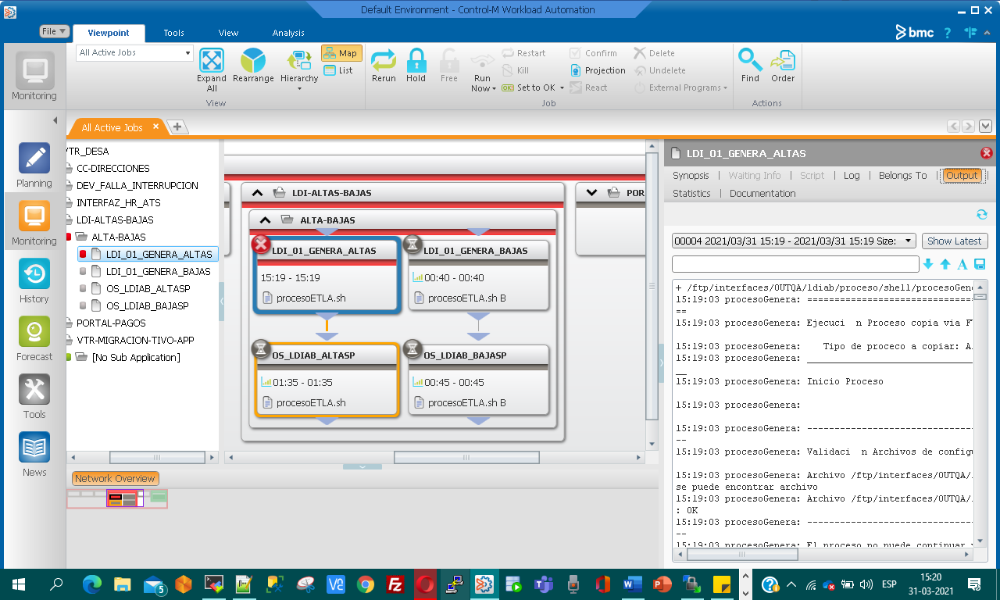 Default Environment - Control-M Workload Automation
File
Viewpoint
Tools
View
Analysis
bmc
?
All Active Jobs
Expand All
Rearrange
Hierarchy
Map
List
View
Rerun
Hold
Free
Run Now
Restart
Kill
Set to OK
Confirm
Projection
React
Delete
Undelete
External Programs
Job
Find
Order
Actions
Monitoring
Planning
Monitoring
History
Forecast
Tools
News
All Active Jobs
VTR_DESA
CC-DIRECCIONES
DEV_FALLA_INTERRUPCION
INTERFAZ_HR_ATS
LDI-ALTAS-BAJAS
ALTA-BAJAS
LDI_01_GENERA_ALTAS
LDI_01_GENERA_BAJAS
OS_LDIAB_ALTASP
OS_LDIAB_BAJASP
PORTAL-PAGOS
VTR-MIGRACION-TIVO-APP
[No Sub Application]
LDI-ALTAS-BAJAS
POR
ALTA-BAJAS
LDI_01_GENERA_ALTAS
15:19 - 15:19
procesoETLA.sh
LDI_01_GENERA_BAJAS
00:40 - 00:40
procesoETLA.sh B
OS_LDIAB_ALTASP
01:35 - 01:35
procesoETLA.sh
OS_LDIAB_BAJASP
00:45 - 00:45
procesoETLA.sh B
Network Overview
LDI_01_GENERA_ALTAS
Synopsis | Waiting Info | Script | Log | Belongs To | Output |
Statistics | Documentation
00004 2021/03/31 15:19 - 2021/03/31 15:19 Size:
Show Latest
A
+ /ftp/interfaces/OUTQA/ldiab/proceso/shell/procesoGen
15:19:03 procesoGenera: ================================
==
15:19:03 procesoGenera: Ejecuci  n Proceso copia via F
15:19:03 procesoGenera:    Tipo de proceco a copiar: A
15:19:03 procesoGenera: ________________________________
__
15:19:03 procesoGenera: Inicio Proceso
15:19:03 procesoGenera:
15:19:03 procesoGenera: --------------------------------
--
15:19:03 procesoGenera: Validaci  n Archivos de config
15:19:03 procesoGenera: Archivo /ftp/interfaces/OUTQA/
se puede encontrar archivo
15:19:03 procesoGenera: Archivo /ftp/interfaces/OUTQA/
: OK
15:19:03 procesoGenera: --------------------------------
--
15:19:03 procesoGenera: El proceso no puede continuar
5
ESP
15:20
31-03-2021